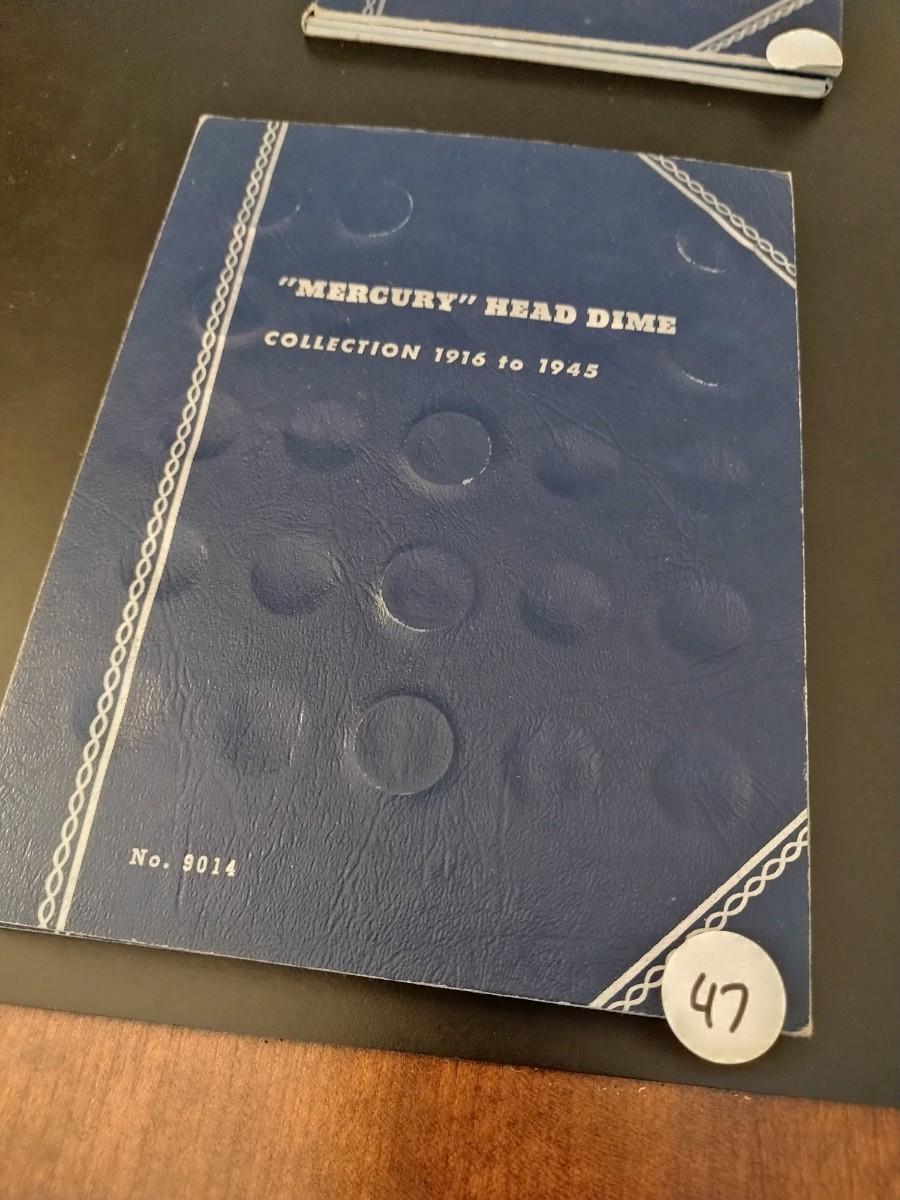 "MERCURY" HEAD DIME
COLLECTION 1916 to 1945
No. 9014
47